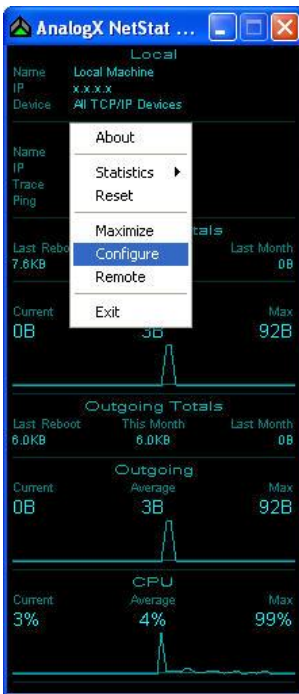 AnalogX NetStat ...
Local
Name Local Machine
IP x.x.x.x
Device All TCP/IP Devices
About
Name
IP
Statistics
Trace
Reset
Ping
Maximize
tals
Last Rebo
Configure
Last Month
7.6KB
0B
Remote
Current
Exit
Max
0B 3B 92B
Outgoing Totals
Last Reboot This Month Last Month
6.0KB 6.0KB 0B
Outgoing
Current Average Max
0B 3B 92B
CPU
Current Average Max
3% 4% 99%